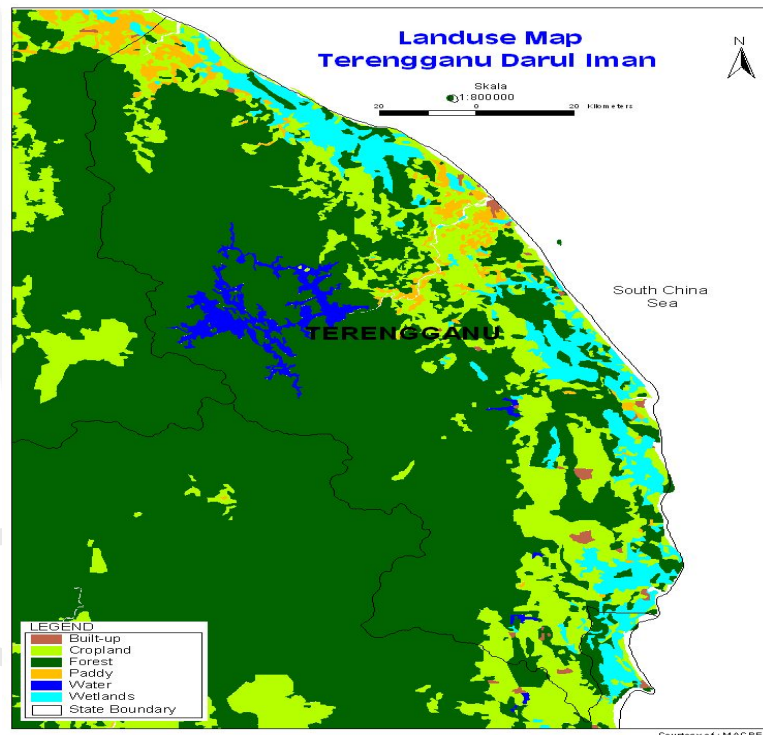 Landuse Map
Terengganu Darul Iman
N
Skala
1:800000
20 0 20 Kilometers
South China
Sea
TERENGGANU
LEGEND
Built-up
Cropland
Forest
Paddy
Water
Wetlands
State Boundary